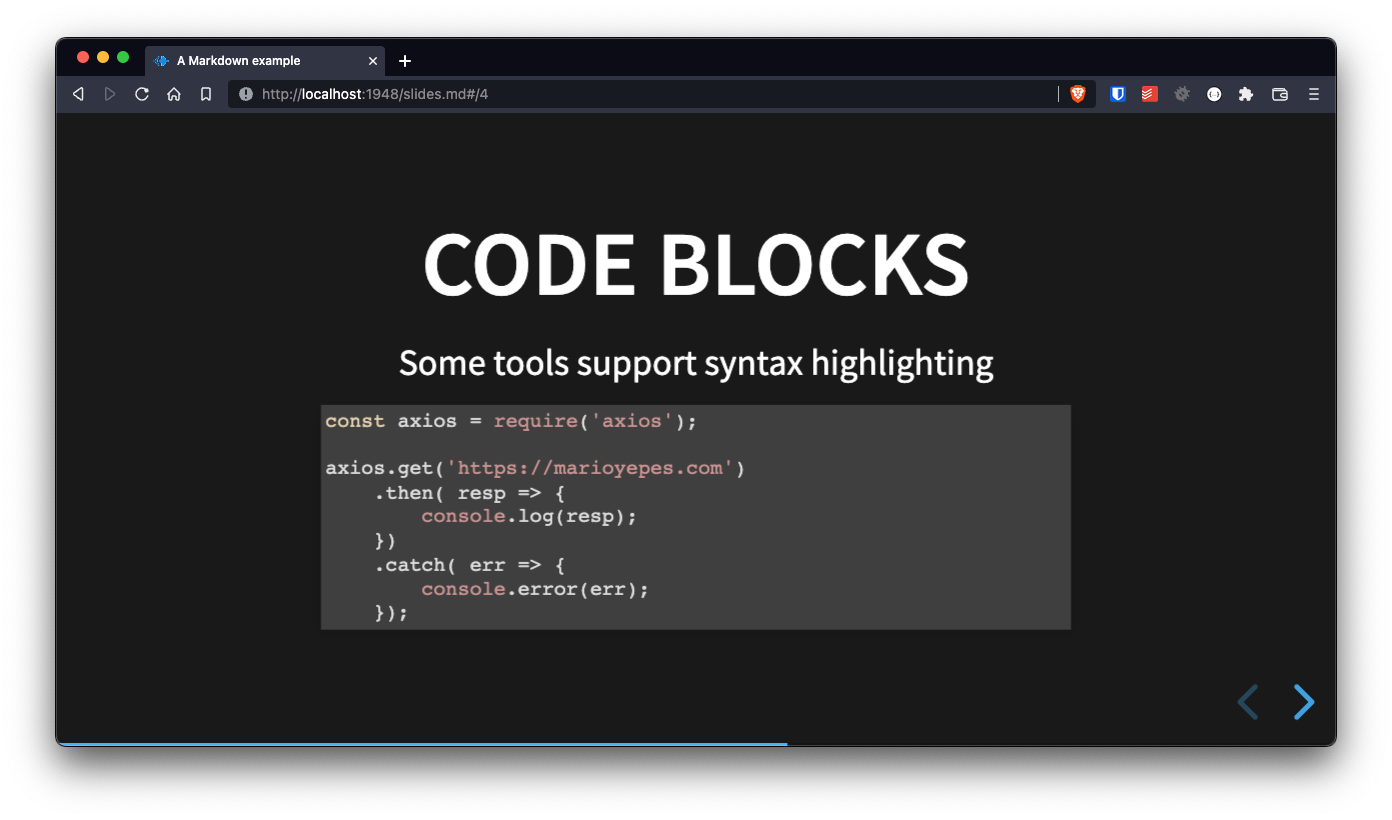 A Markdown example
http://localhost:1948/slides.md#/4
CODE BLOCKS
Some tools support syntax highlighting
const axios = require('axios');

axios.get('https://marioyepes.com')
    .then( resp => {
        console.log(resp);
    })
    .catch( err => {
        console.error(err);
    });